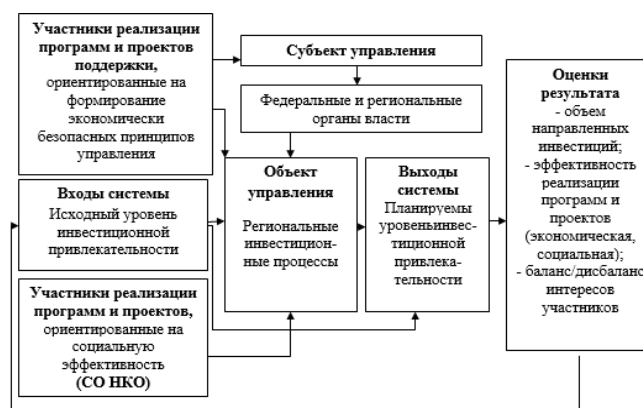 Участники реализации
программ и проектов
поддержки,
ориентированные на
формирование
экономически
безопасных принципов
управления
Субъект управления
Федеральные и региональные
органы власти
Входы системы
Исходный уровень
инвестиционной
привлекательности
Объект
управления
Региональные
инвестицион-
ные процессы
Выходы
системы
Планируемы
уровеньинвес-
тиционной
привлека-
тельности
Участники реализации
программ и проектов,
ориентированные на
социальную
эффективность
(СО НКО)
Оценки
результата
- объем
направленных
инвестиций;
- эффективность
реализации
программ и
проектов
(экономическая,
социальная);
- баланс/дисбаланс
интересов
участников